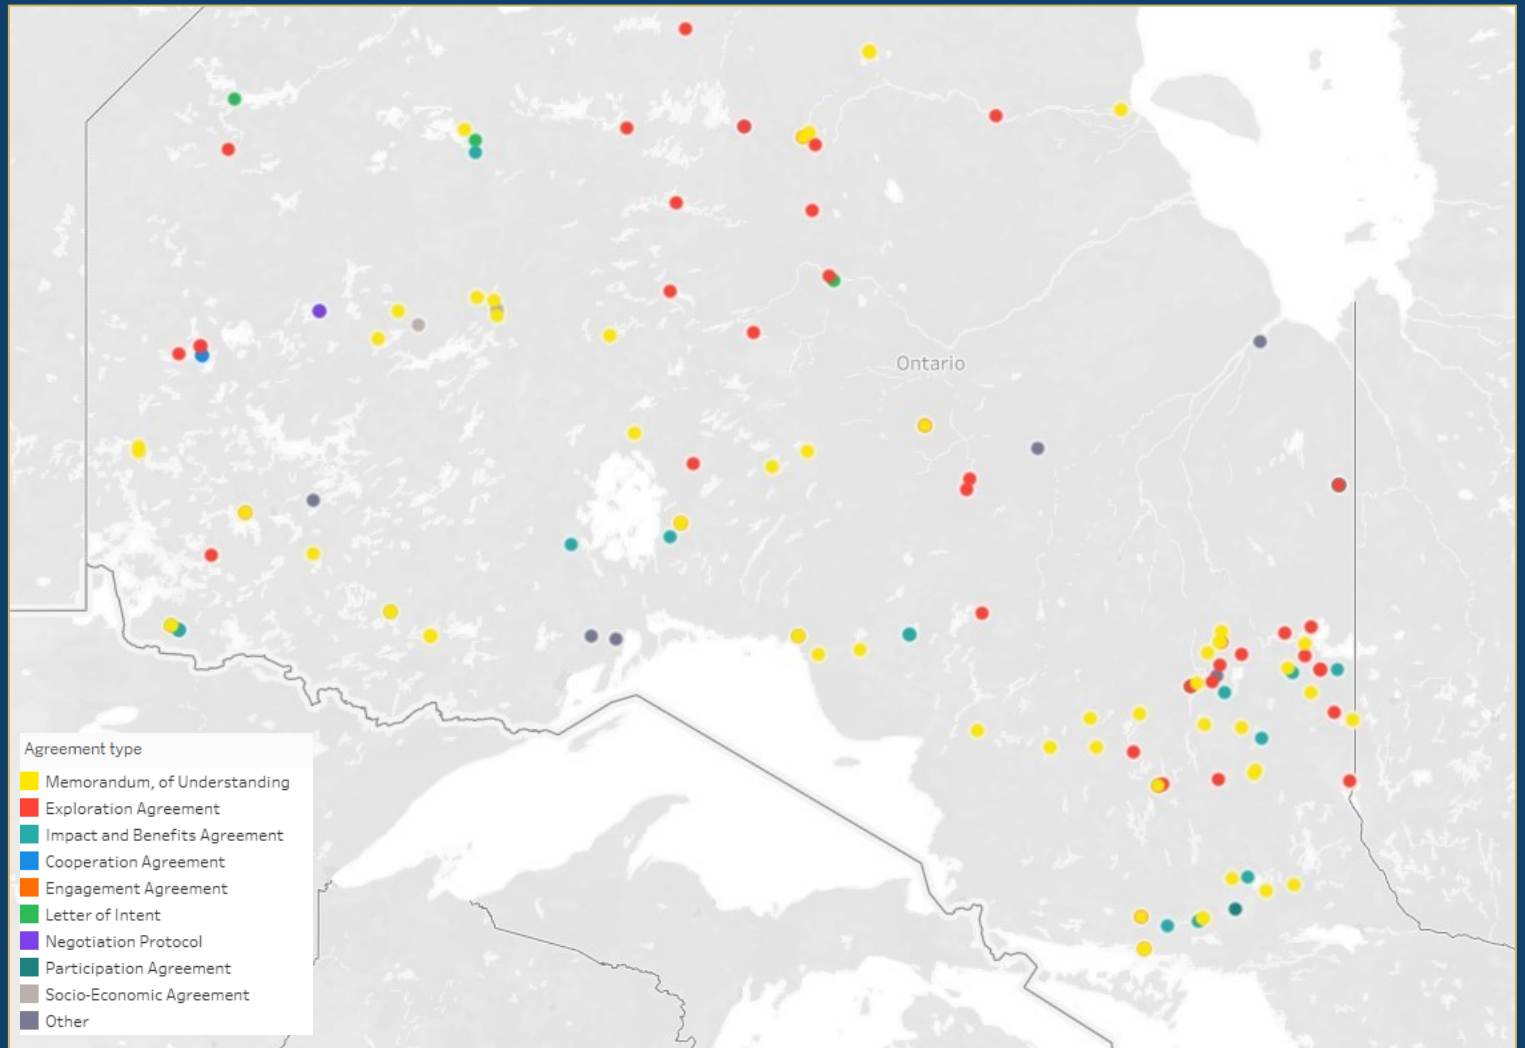 Ontario
Agreement type
Memorandum, of Understanding
Exploration Agreement
Impact and Benefits Agreement
Cooperation Agreement
Engagement Agreement
Letter of Intent
Negotiation Protocol
Participation Agreement
Socio-Economic Agreement
Other